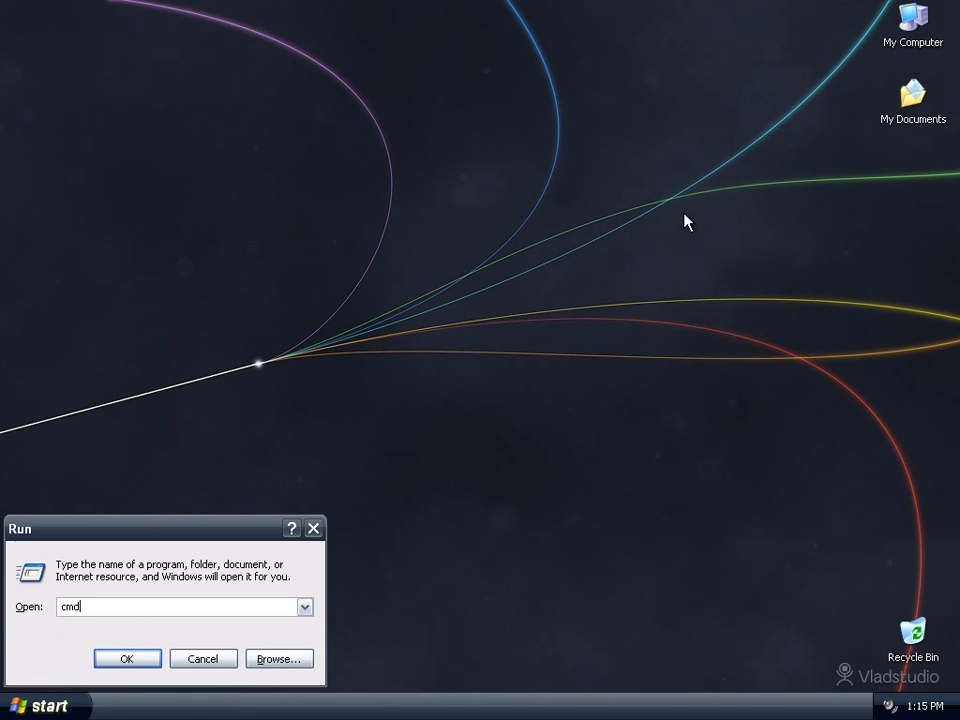 My Computer
My Documents
Run
Type the name of a program, folder, document, or
Internet resource, and Windows will open it for you.
Open: cmd
OK Cancel Browse...
Recycle Bin
Vladstudio
start 1:15 PM